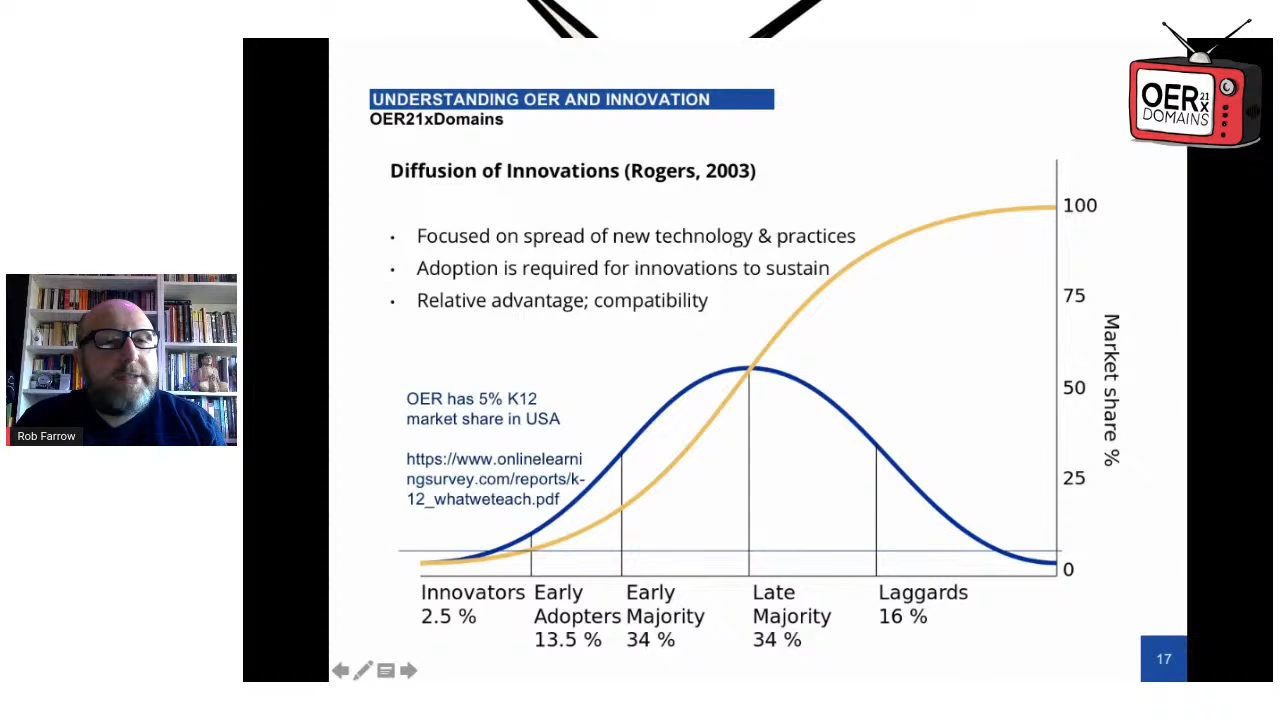 UNDERSTANDING OER AND INNOVATION
OER21xDomains
OER 21
x
DOMAINS
Diffusion of Innovations (Rogers, 2003)
• Focused on spread of new technology & practices
• Adoption is required for innovations to sustain
• Relative advantage; compatibility
OER has 5% K12
market share in USA
https://www.onlinelearni
ngsurvey.com/reports/k-
12_whatweteach.pdf
100
75
50
25
0
Market share %
Innovators
2.5 %
Early
Adopters
13.5 %
Early
Majority
34 %
Late
Majority
34 %
Laggards
16 %
Rob Farrow
17